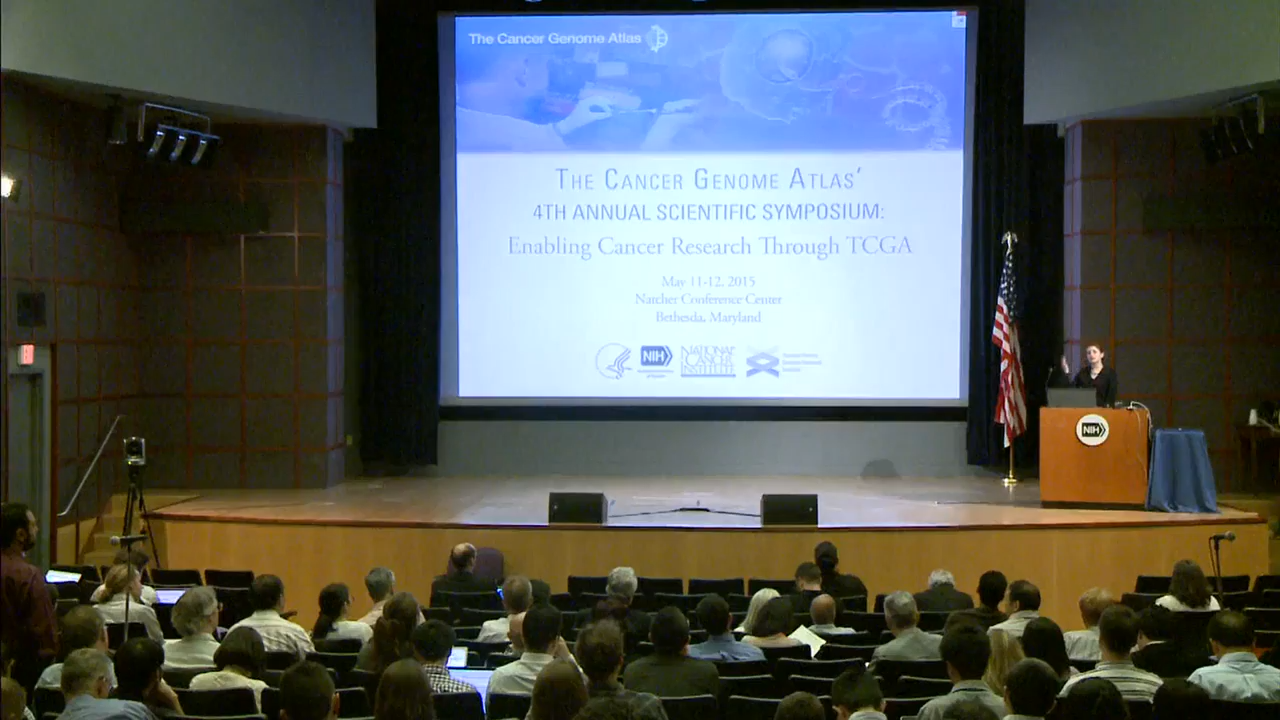 The Cancer Genome Atlas
THE CANCER GENOME ATLAS'
4TH ANNUAL SCIENTIFIC SYMPOSIUM:
Enabling Cancer Research Through TCGA
May 11-12, 2015
Natcher Conference Center
Bethesda, Maryland
NIH
NATIONAL
CANCER
INSTITUTE
NIH